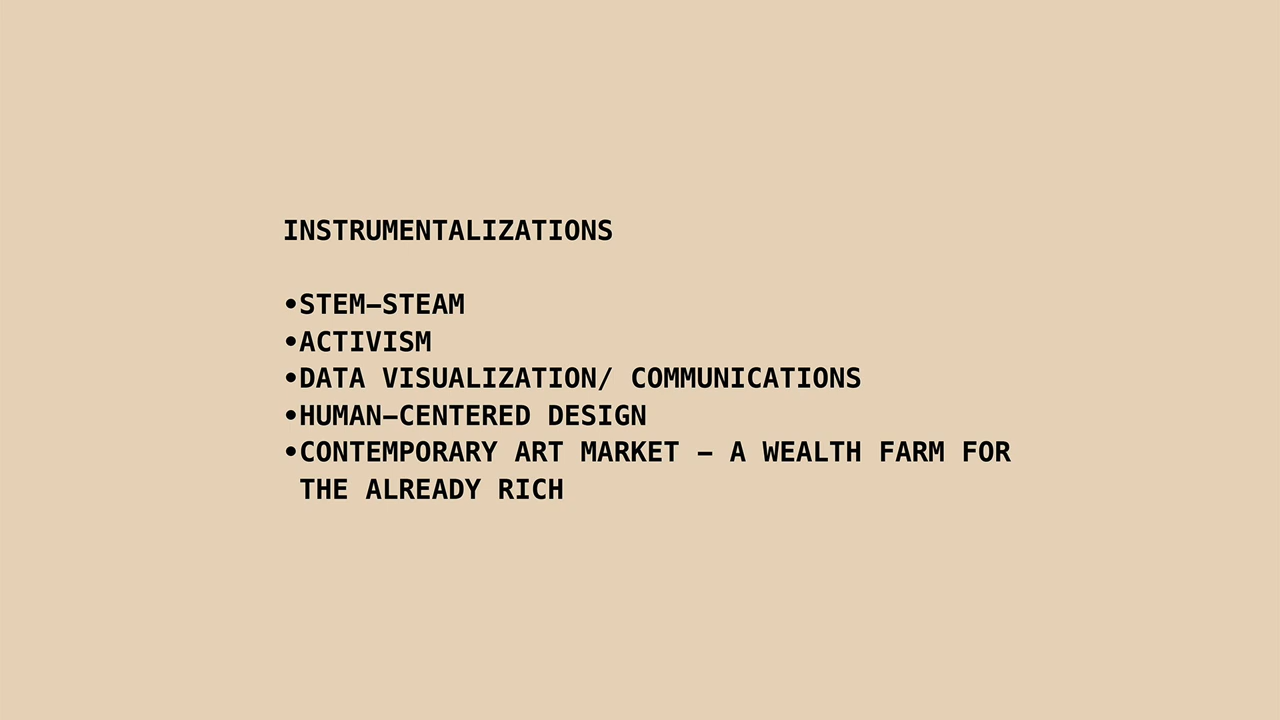 INSTRUMENTALIZATIONS
•STEM–STEAM
•ACTIVISM
•DATA VISUALIZATION/ COMMUNICATIONS
•HUMAN–CENTERED DESIGN
•CONTEMPORARY ART MARKET – A WEALTH FARM FOR
THE ALREADY RICH